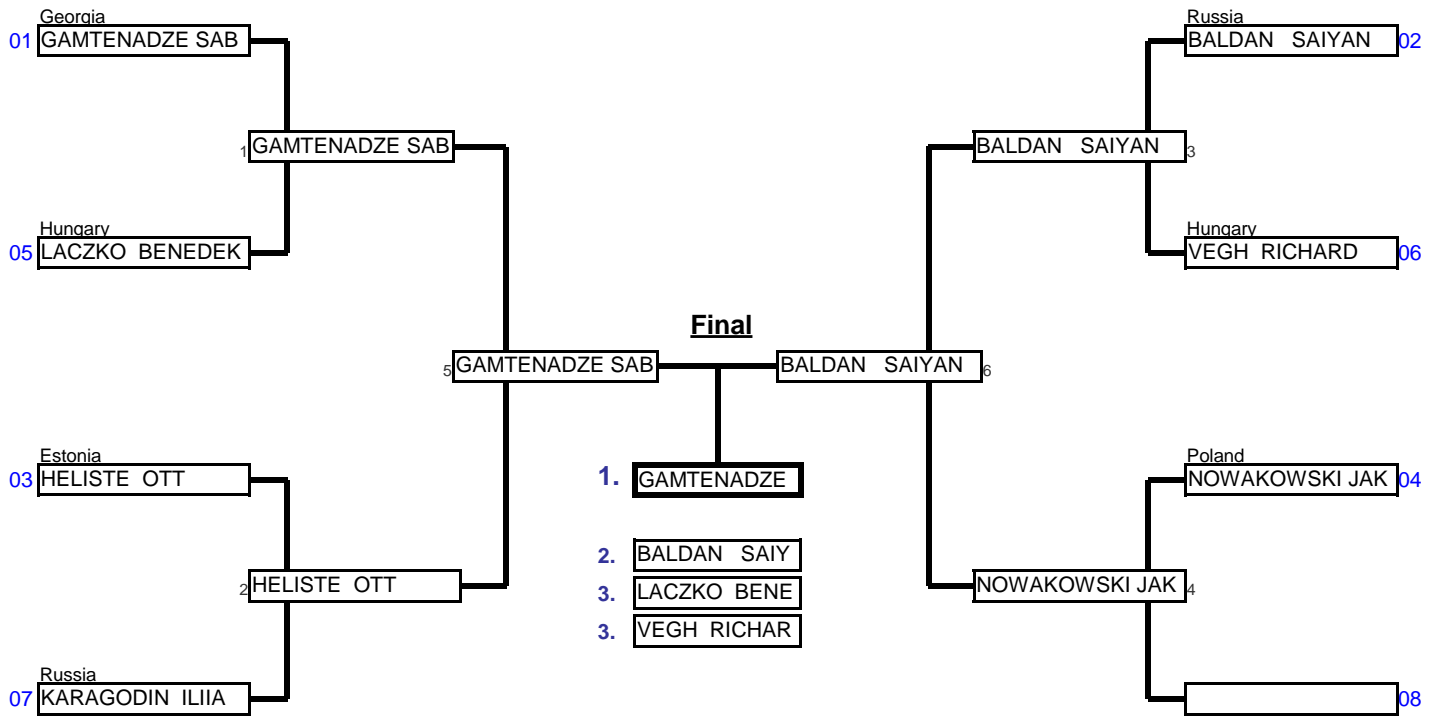 Georgia
Russia
01 GAMTENADZE SAB
BALDAN SAIYAN 02
1 GAMTENADZE SAB
BALDAN SAIYAN 3
Hungary
Hungary
05 LACZKO BENEDEK
VEGH RICHARD 06
Final
5 GAMTENADZE SAB
BALDAN SAIYAN 6
Estonia
Poland
03 HELISTE OTT
1. GAMTENADZE
NOWAKOWSKI JAK 04
2. BALDAN SAIY
2 HELISTE OTT
3. LACZKO BENE
NOWAKOWSKI JAK 4
3. VEGH RICHAR
Russia
07 KARAGODIN ILIIA
08